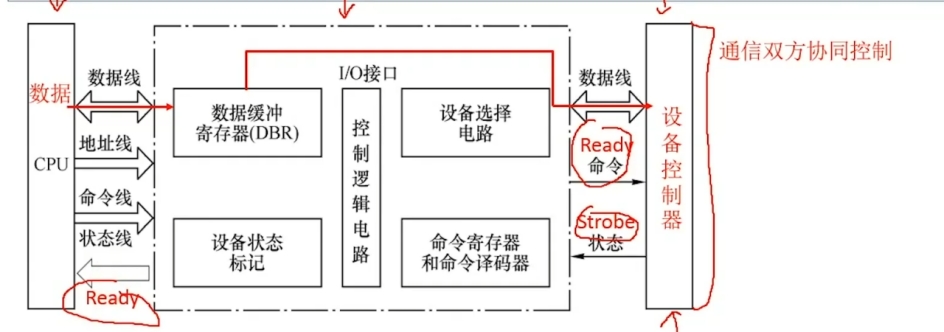 通信双方协同控制
I/O接口
数据
数据线
数据缓冲
寄存器(DBR)
控制逻辑电路
设备选择
电路
数据线
设备控制器
地址线
CPU
Ready
命令
命令线
状态线
设备状态
标记
命令寄存器
和命令译码器
Strobe
状态
Ready